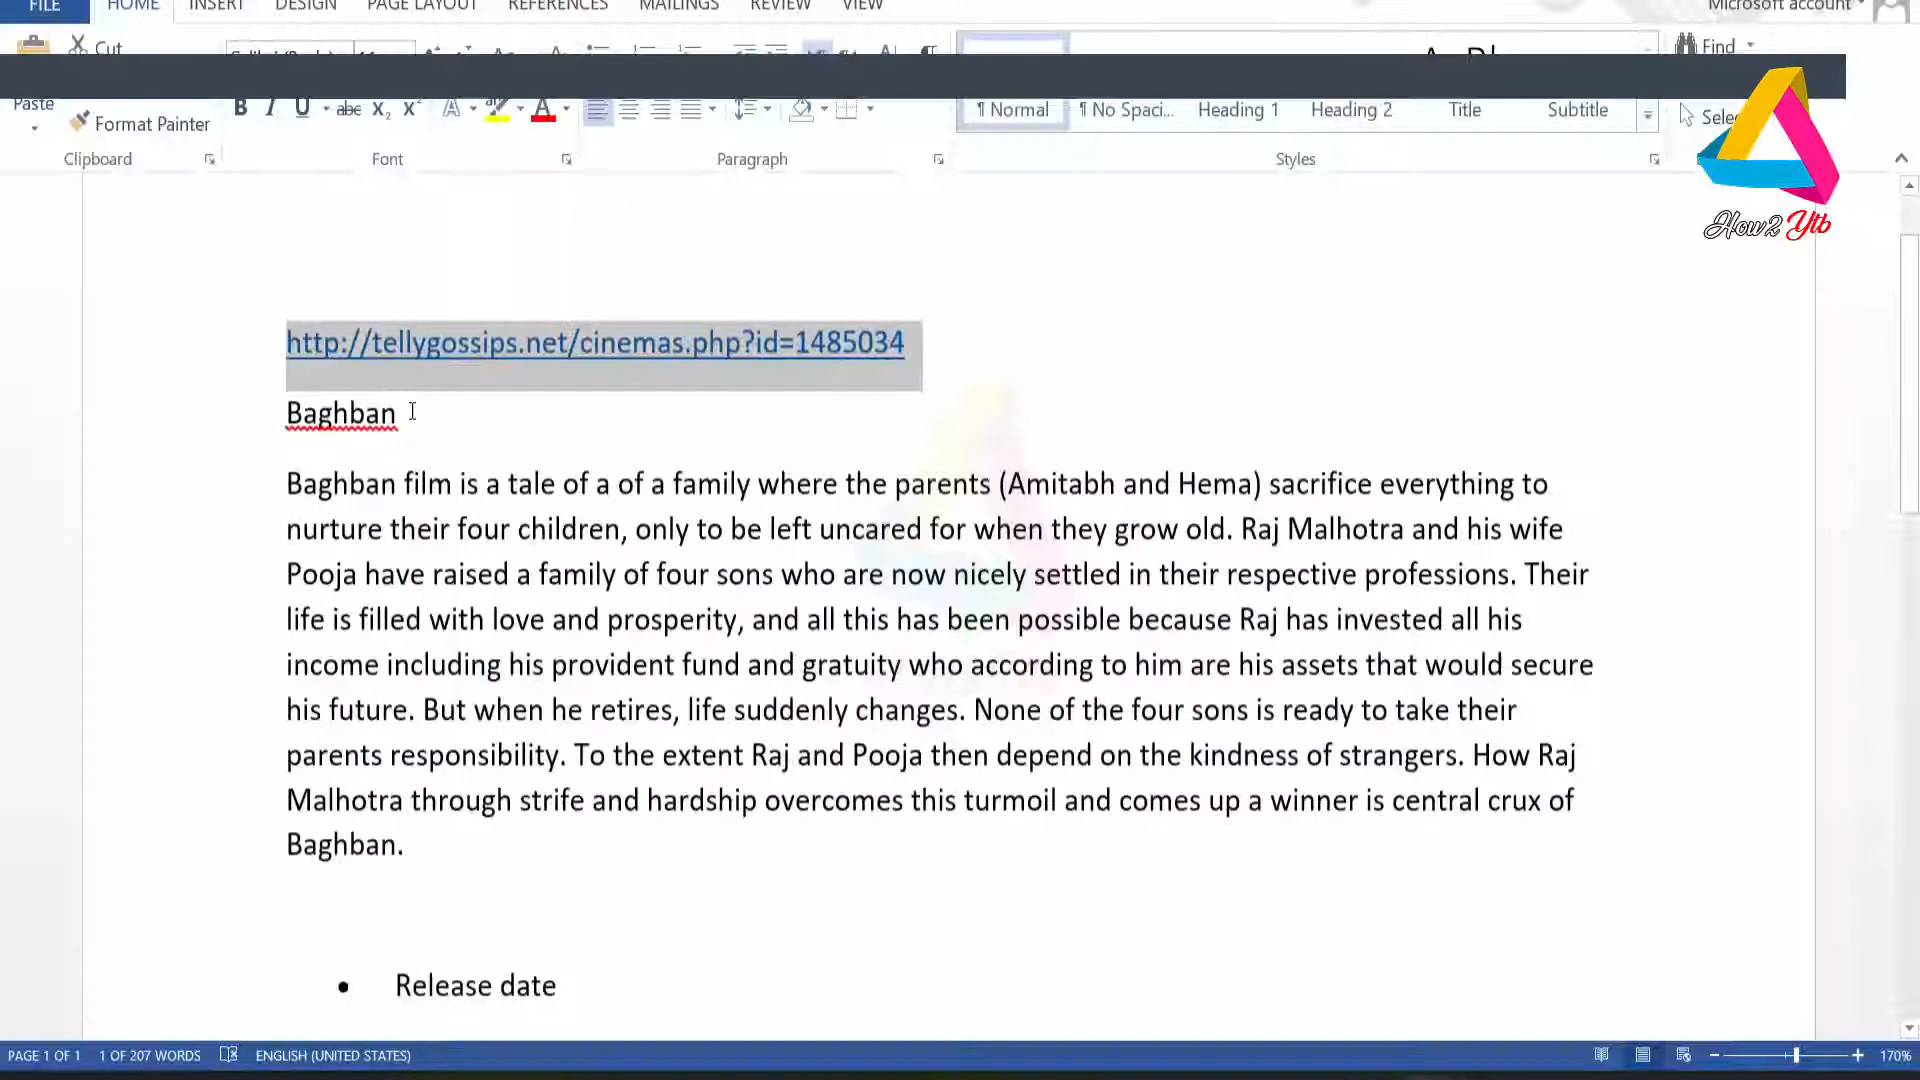 FILE HOME INSERT DESIGN PAGE LAYOUT REFERENCES MAILINGS REVIEW VIEW Microsoft account
Cut
Find
Paste
Format Painter
B I U abc X2 X2 A A
¶ Normal ¶ No Spaci... Heading 1 Heading 2 Title Subtitle
Clipboard Font Paragraph Styles
How2 Ytb
http://tellygossips.net/cinemas.php?id=1485034
Baghban
Baghban film is a tale of a of a family where the parents (Amitabh and Hema) sacrifice everything to
nurture their four children, only to be left uncared for when they grow old. Raj Malhotra and his wife
Pooja have raised a family of four sons who are now nicely settled in their respective professions. Their
life is filled with love and prosperity, and all this has been possible because Raj has invested all his
income including his provident fund and gratuity who according to him are his assets that would secure
his future. But when he retires, life suddenly changes. None of the four sons is ready to take their
parents responsibility. To the extent Raj and Pooja then depend on the kindness of strangers. How Raj
Malhotra through strife and hardship overcomes this turmoil and comes up a winner is central crux of
Baghban.
• Release date
PAGE 1 OF 1 1 OF 207 WORDS ENGLISH (UNITED STATES) 170%